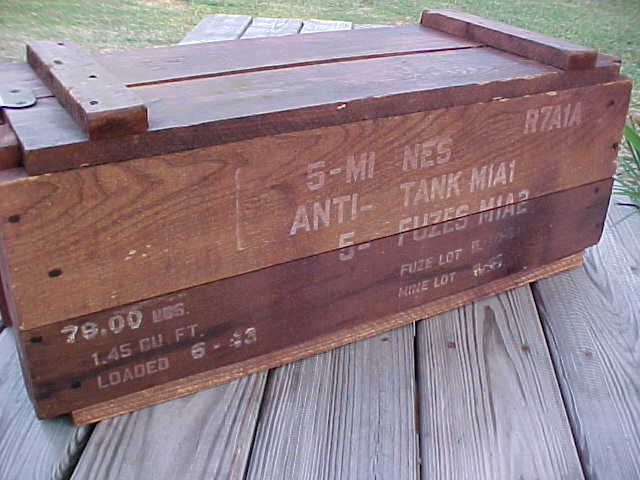 R7A1A
5-MI NES
ANTI- TANK M1A1
5- FUZES M1A2
FUZE LOT
MINE LOT
79.00 LBS.
1.45 CU FT.
LOADED 6-43